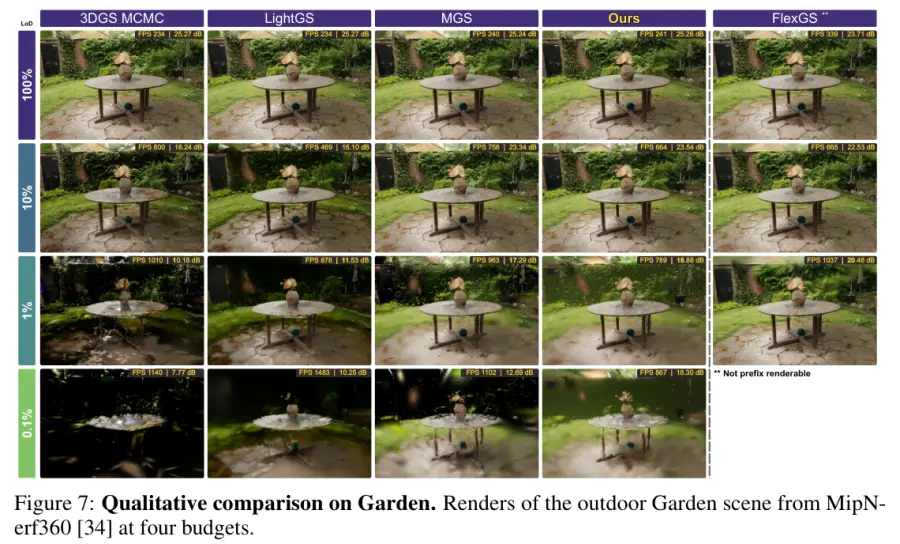 LoD
3DGS MCMC
LightGS
MGS
Ours
FlexGS **
100%
FPS 234 | 25.27 dB
FPS 234 | 25.27 dB
FPS 240 | 25.24 dB
FPS 241 | 25.26 dB
FPS 339 | 23.71 dB
10%
FPS 800 | 16.24 dB
FPS 469 | 16.10 dB
FPS 756 | 23.34 dB
FPS 664 | 23.54 dB
FPS 665 | 22.53 dB
1%
FPS 1010 | 10.18 dB
FPS 878 | 11.53 dB
FPS 963 | 17.29 dB
FPS 789 | 18.88 dB
FPS 1037 | 20.46 dB
0.1%
FPS 1140 | 7.77 dB
FPS 1483 | 10.25 dB
FPS 1102 | 12.69 dB
FPS 867 | 16.30 dB
** Not prefix renderable
Figure 7: Qualitative comparison on Garden. Renders of the outdoor Garden scene from MipN-
erf360 [34] at four budgets.